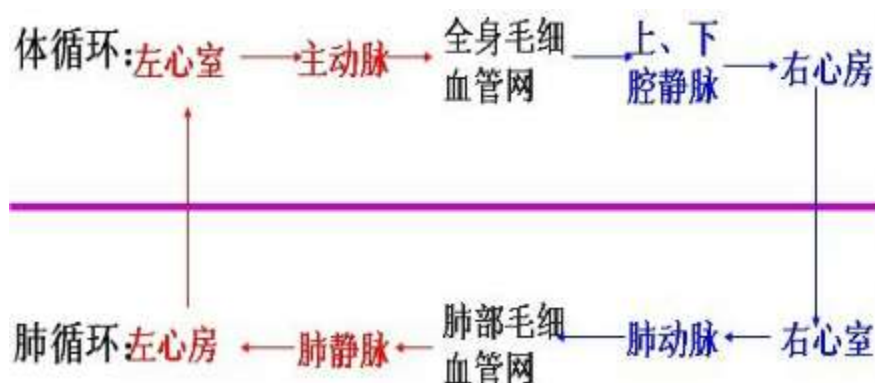 体循环:左心室 主动脉 全身毛细血管网 上、下腔静脉 右心房
肺循环:左心房 肺静脉 肺部毛细血管网 肺动脉 右心室